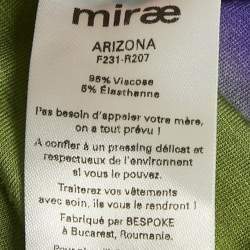 miræ
ARIZONA
F231-R207
95% Viscose
5% Élasthanne
Pas besoin d'appeler votre mère,
on a tout prévu !
A confier à un pressing délicat et
respectueux de l'environnement
si vous le pouvez.
Traiterez vos vêtements
avec soin, ils vous le rendront !
Fabriqué par BESPOKE
à Bucarest, Roumanie.